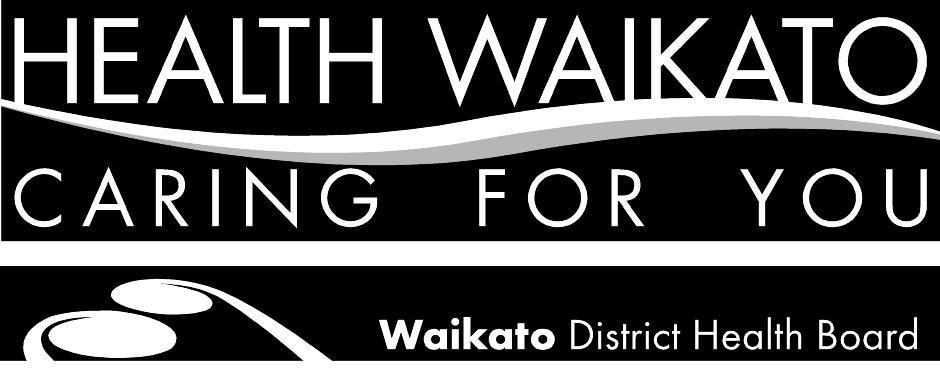 HEALTH WAIKATO
CARING FOR YOU
Waikato District Health Board